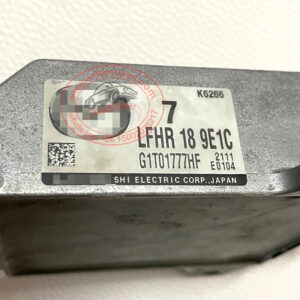 K6266
7
LFHR 18 9E1C
G1T01777HF 2111
E0104
SHI ELECTRIC CORP., JAPAN